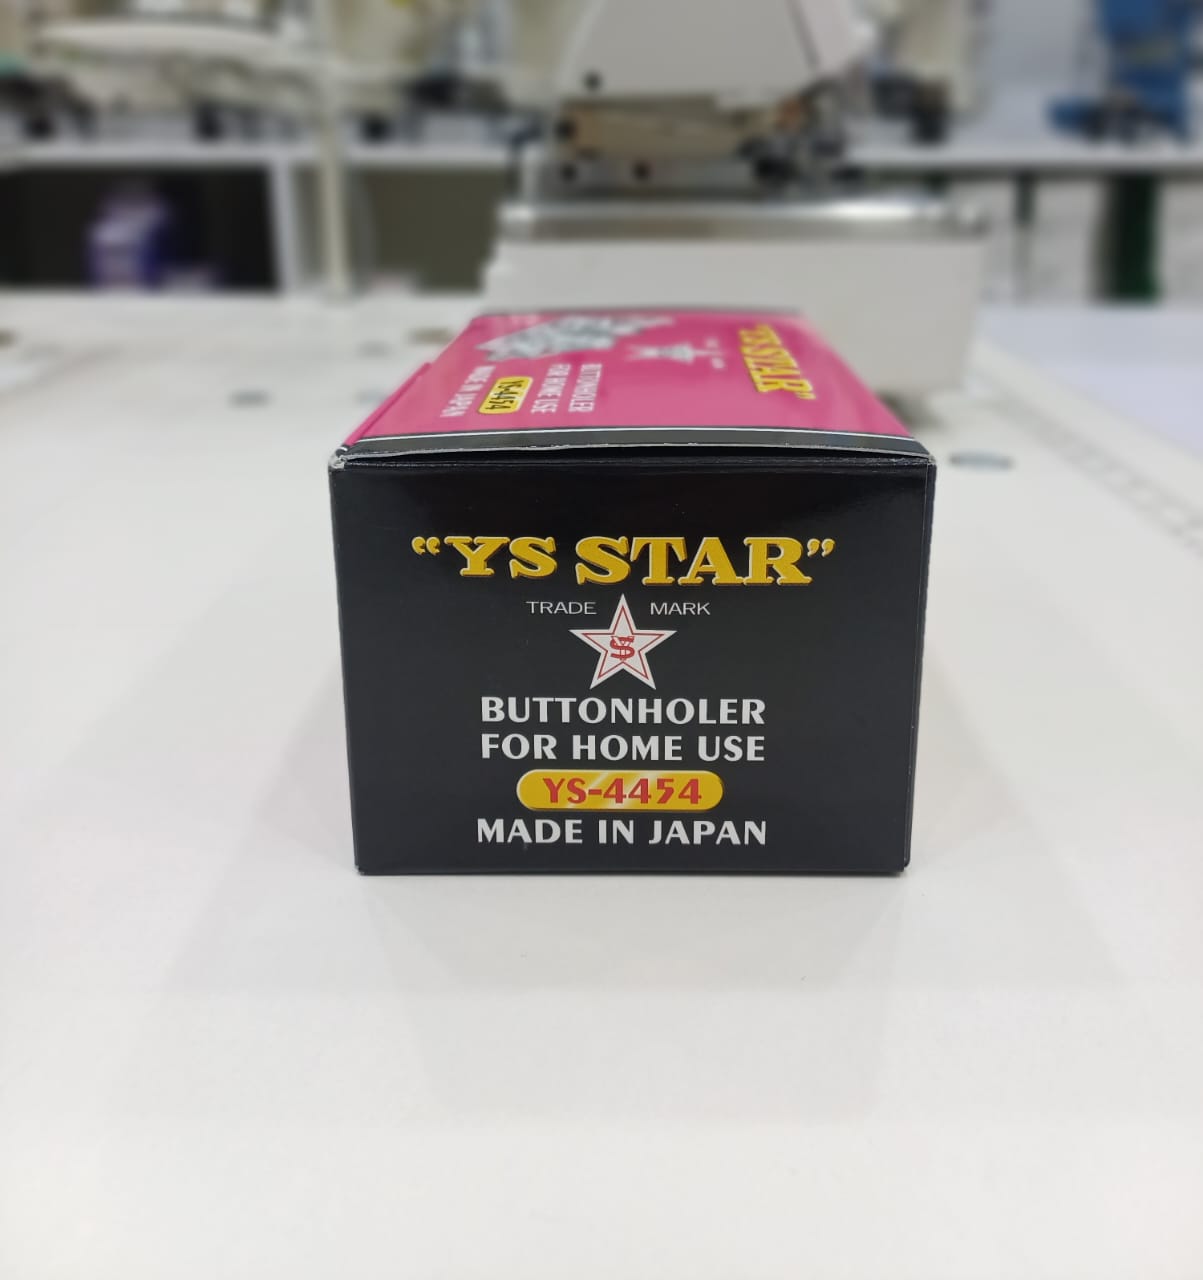 "YS STAR"
TRADE MARK
YS
BUTTONHOLER
FOR HOME USE
YS-4454
MADE IN JAPAN
"YS STAR"
BUTTONHOLER
FOR HOME USE
YS-4454
MADE IN JAPAN